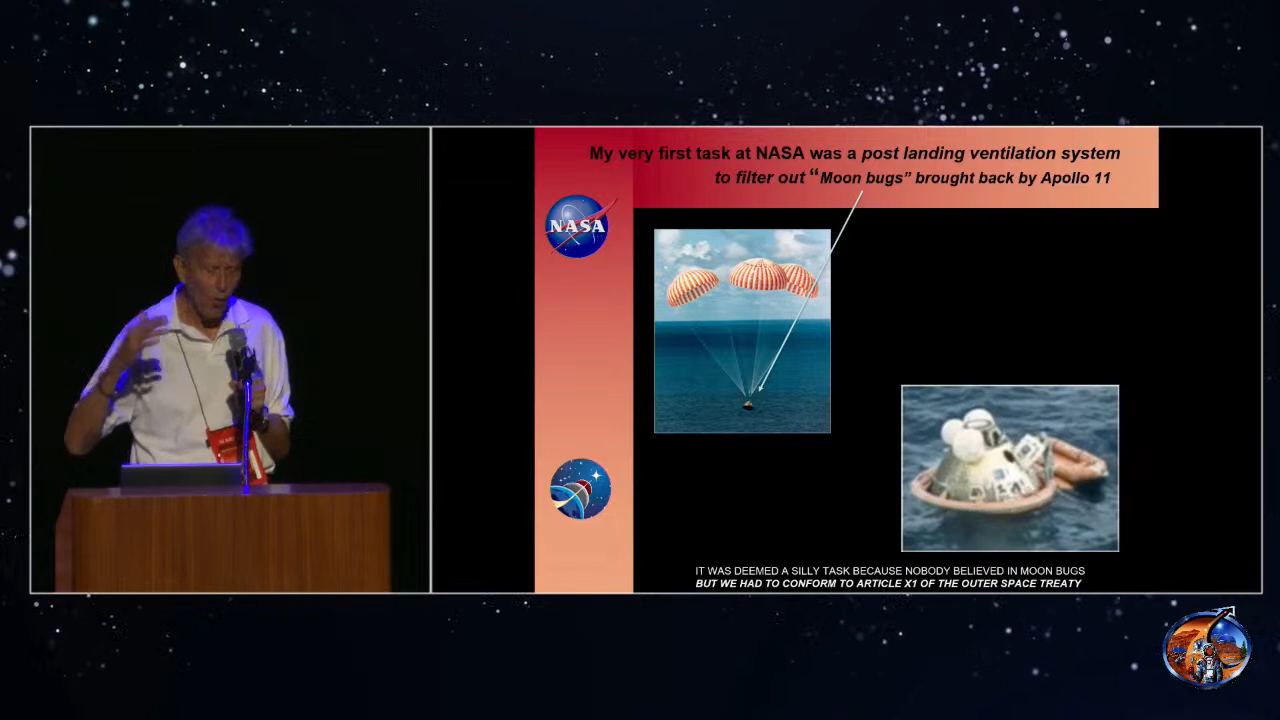 My very first task at NASA was a post landing ventilation system
to filter out “Moon bugs” brought back by Apollo 11
NASA
IT WAS DEEMED A SILLY TASK BECAUSE NOBODY BELIEVED IN MOON BUGS
BUT WE HAD TO CONFORM TO ARTICLE X1 OF THE OUTER SPACE TREATY